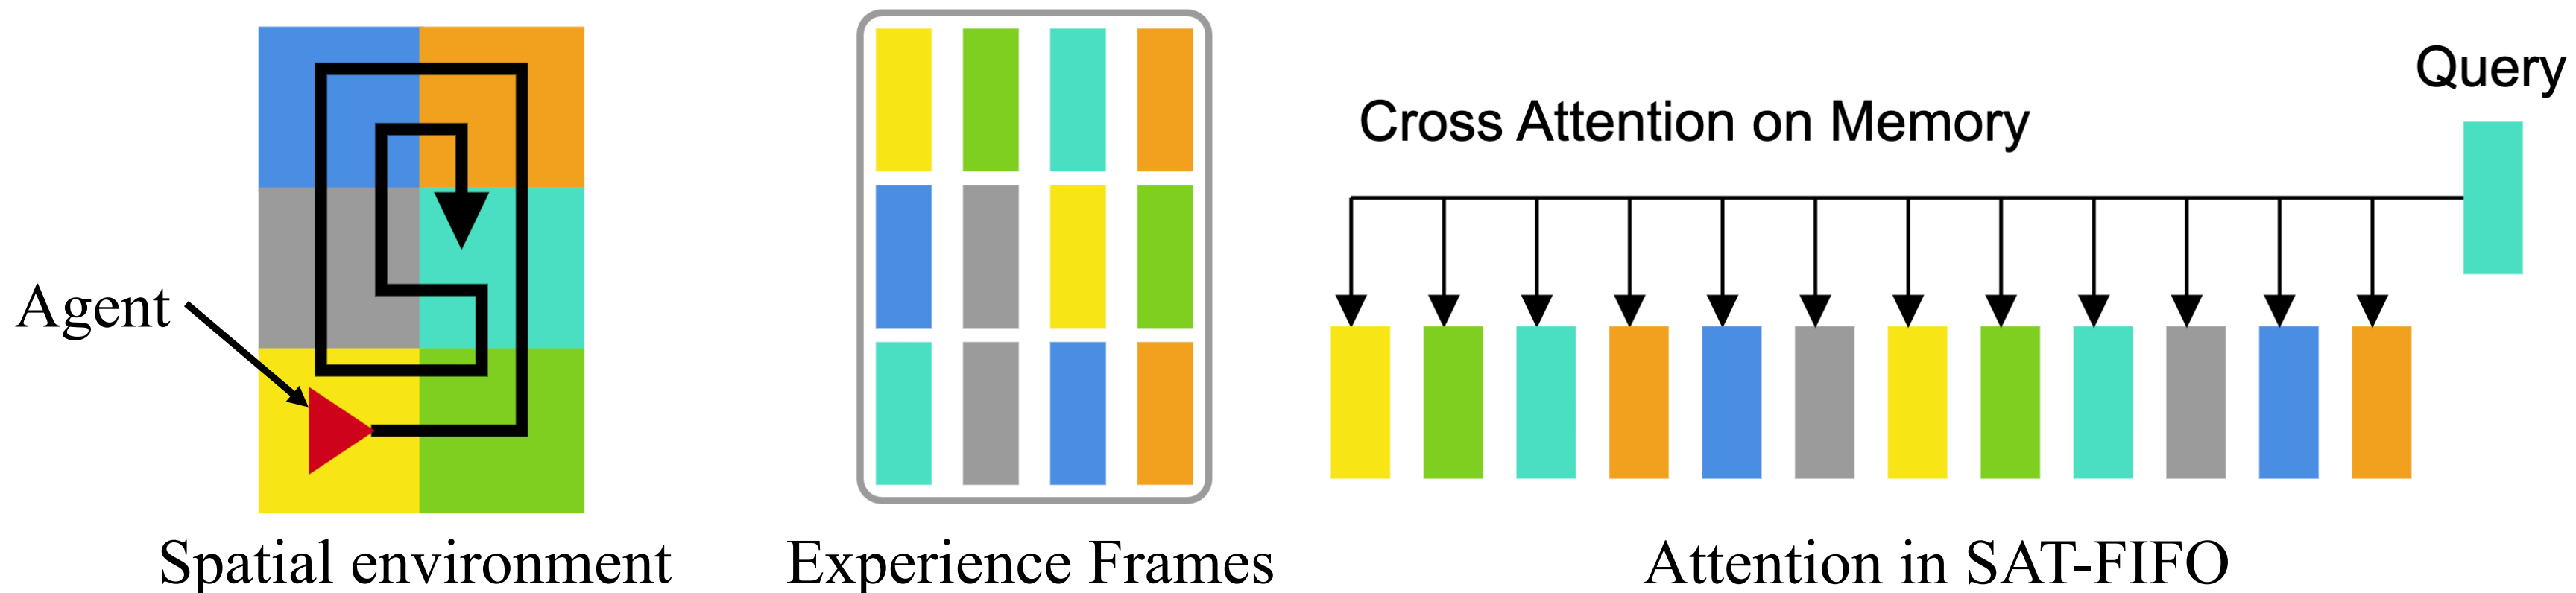 Query
Cross Attention on Memory
Agent
Spatial environment
Experience Frames
Attention in SAT-FIFO